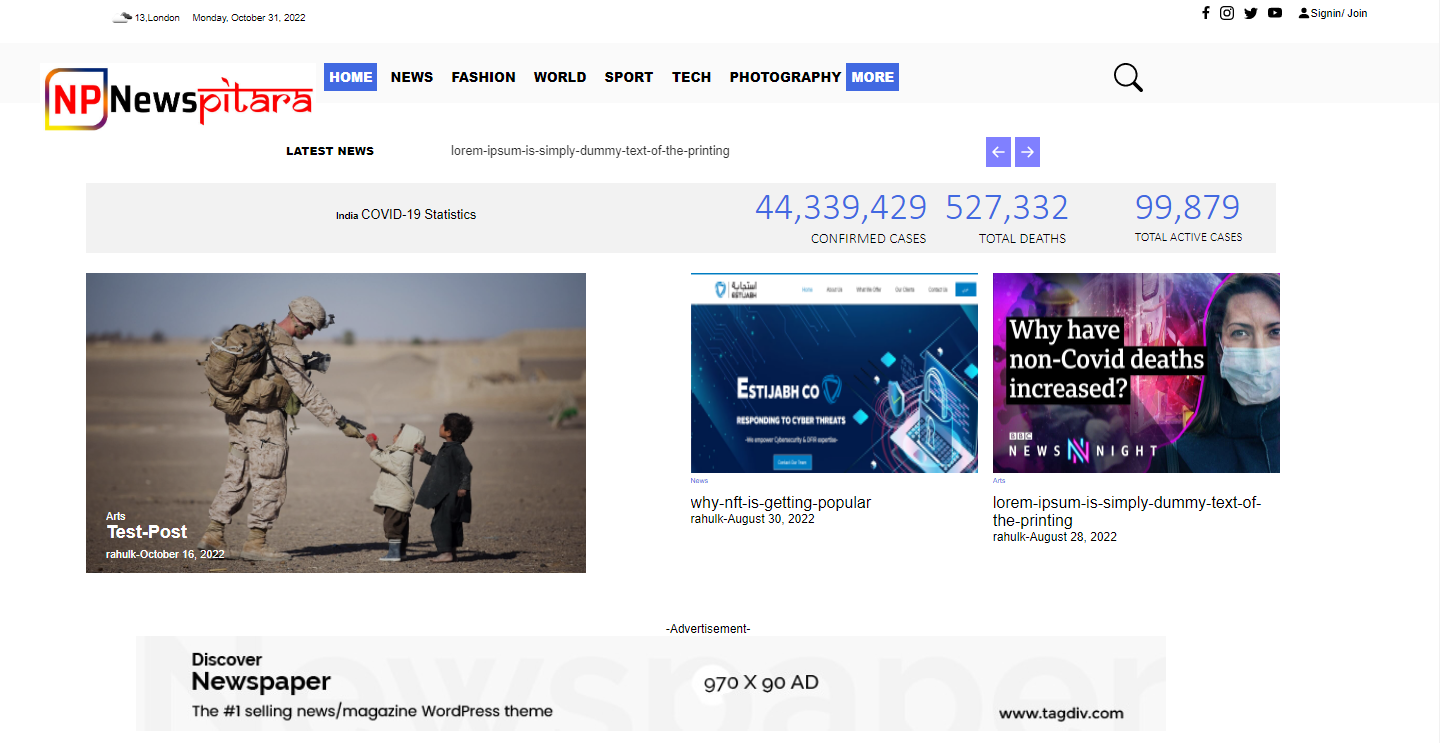 13,London Monday, October 31, 2022
Signin/ Join
NP Newsपitara
HOME NEWS FASHION WORLD SPORT TECH PHOTOGRAPHY MORE
LATEST NEWS lorem-ipsum-is-simply-dummy-text-of-the-printing
India COVID-19 Statistics
44,339,429 527,332 99,879
CONFIRMED CASES TOTAL DEATHS TOTAL ACTIVE CASES
Arts
Test-Post
rahulk-October 16, 2022
استجابة
ESTIJABH
Home About Us What We Offer Our Clients Contact Us
ESTIJABH CO
RESPONDING TO CYBER THREATS
-We empower Cybersecurity & DFIR expertise-
Contact Our Team
News
why-nft-is-getting-popular
rahulk-August 30, 2022
Why have
non-Covid deaths
increased?
BBC
NEWS NIGHT
Arts
lorem-ipsum-is-simply-dummy-text-of-
the-printing
rahulk-August 28, 2022
-Advertisement-
Newspaper
Discover
Newspaper
The #1 selling news/magazine WordPress theme
970 X 90 AD
www.tagdiv.com